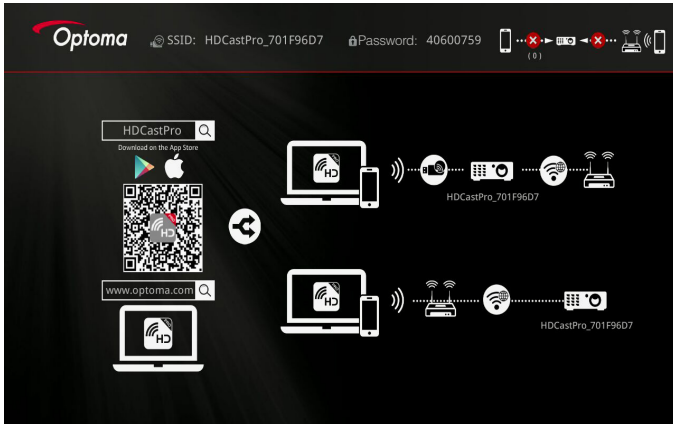 Optoma
SSID: HDCastPro_701F96D7
Password: 40600759
( 0 )
HDCastPro
Download on the App Store
HD
www.optoma.com
HD
HD
HDCastPro_701F96D7
HD
HDCastPro_701F96D7